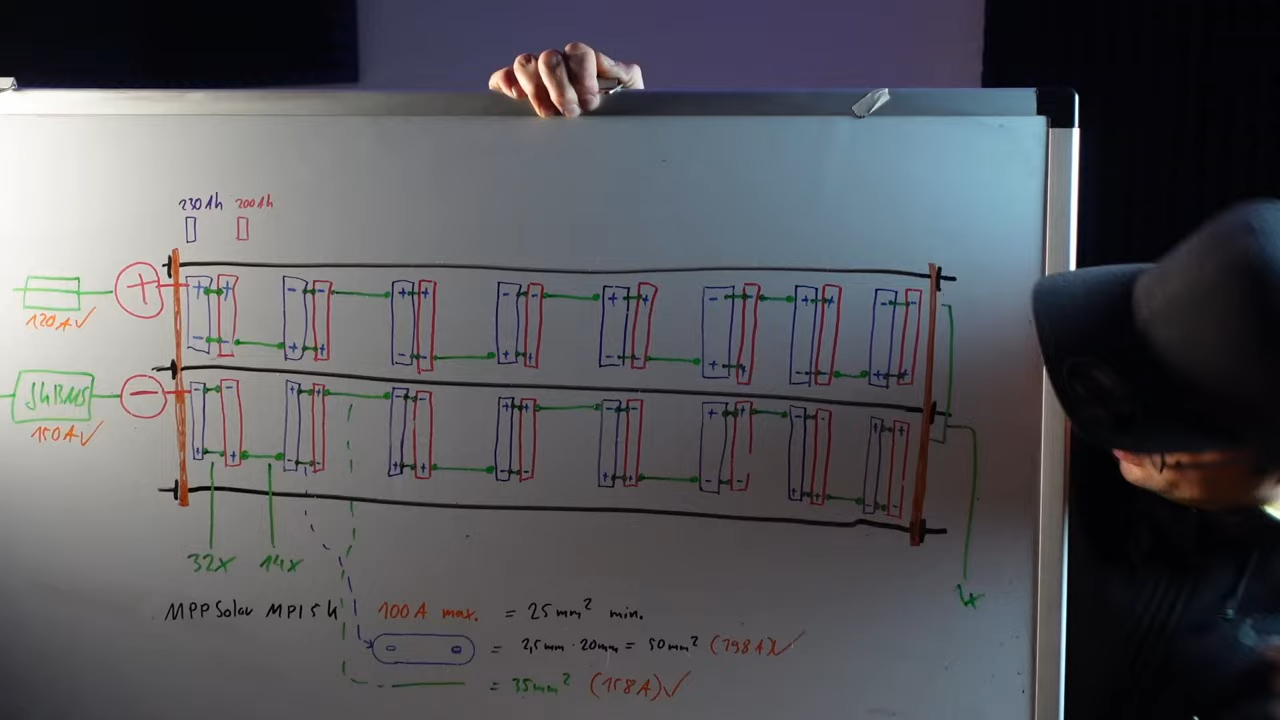 230Ah 200Ah
+
120A✓
-
JKBMS
150A✓
32x 14x
MPPSolar MPI 5k 100A max. = 25mm² min.
= 2,5mm · 20mm = 50mm² (198A)✓
= 35mm² (158A)✓